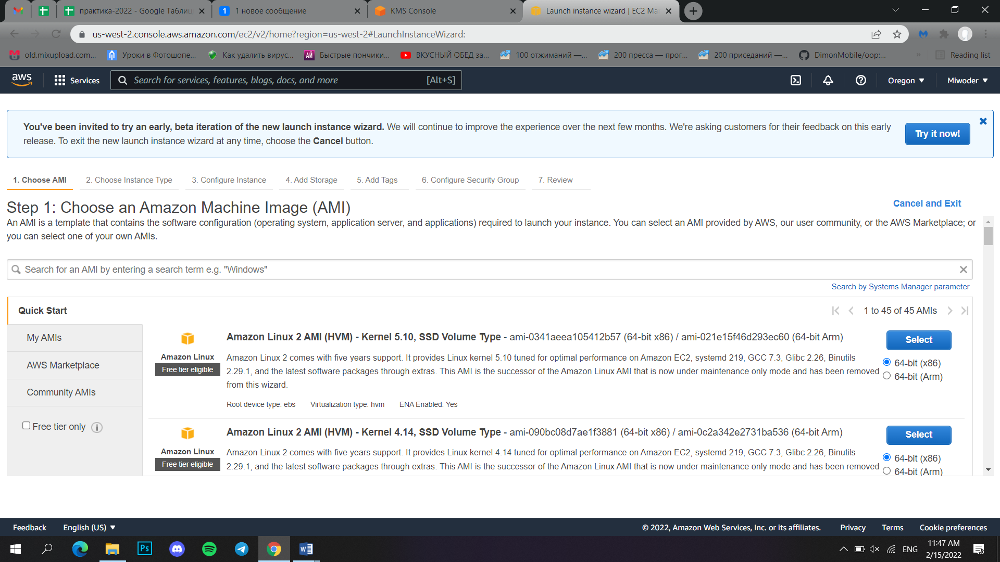 практика-2022 - Google Таблиц
1 1 новое сообщение
KMS Console
Launch instance wizard | EC2 Ma
us-west-2.console.aws.amazon.com/ec2/v2/home?region=us-west-2#LaunchInstanceWizard:
old.mixupload.com...
Уроки в Фотошопе...
Как удалить вирус...
АЙ Быстрые пончики...
ВКУСНЫЙ ОБЕД за...
100 отжиманий —...
200 пресса — прог...
200 приседаний —...
DimonMobile/oop:...
» Reading list
aws Services
Search for services, features, blogs, docs, and more [Alt+S]
Oregon
Miwoder
You've been invited to try an early, beta iteration of the new launch instance wizard. We will continue to improve the experience over the next few months. We're asking customers for their feedback on this early
release. To exit the new launch instance wizard at any time, choose the Cancel button.
Try it now!
1. Choose AMI 2. Choose Instance Type 3. Configure Instance 4. Add Storage 5. Add Tags 6. Configure Security Group 7. Review
Step 1: Choose an Amazon Machine Image (AMI)
Cancel and Exit
An AMI is a template that contains the software configuration (operating system, application server, and applications) required to launch your instance. You can select an AMI provided by AWS, our user community, or the AWS Marketplace; or
you can select one of your own AMIs.
Search for an AMI by entering a search term e.g. "Windows"
Search by Systems Manager parameter
Quick Start
My AMIs
AWS Marketplace
Community AMIs
Free tier only
1 to 45 of 45 AMIs
Amazon Linux
Free tier eligible
Amazon Linux 2 AMI (HVM) - Kernel 5.10, SSD Volume Type - ami-0341aeea105412b57 (64-bit x86) / ami-021e15f46d293ec60 (64-bit Arm)
Amazon Linux 2 comes with five years support. It provides Linux kernel 5.10 tuned for optimal performance on Amazon EC2, systemd 219, GCC 7.3, Glibc 2.26, Binutils
2.29.1, and the latest software packages through extras. This AMI is the successor of the Amazon Linux AMI that is now under maintenance only mode and has been removed
from this wizard.
Root device type: ebs Virtualization type: hvm ENA Enabled: Yes
Select
64-bit (x86)
64-bit (Arm)
Amazon Linux
Free tier eligible
Amazon Linux 2 AMI (HVM) - Kernel 4.14, SSD Volume Type - ami-090bc08d7ae1f3881 (64-bit x86) / ami-0c2a342e2731ba536 (64-bit Arm)
Amazon Linux 2 comes with five years support. It provides Linux kernel 4.14 tuned for optimal performance on Amazon EC2, systemd 219, GCC 7.3, Glibc 2.26, Binutils
2.29.1, and the latest software packages through extras. This AMI is the successor of the Amazon Linux AMI that is now under maintenance only mode and has been removed
Select
64-bit (x86)
64-bit (Arm)
Feedback English (US)
© 2022, Amazon Web Services, Inc. or its affiliates. Privacy Terms Cookie preferences
Ps
W
ENG
11:47 AM
2/15/2022